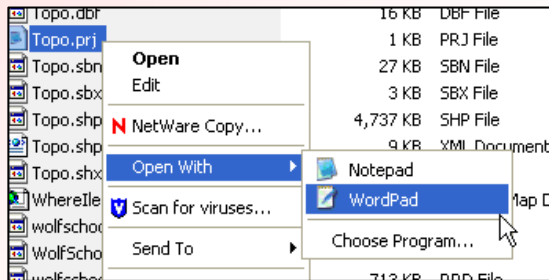 Topo.dbf 16 KB DBF File
Topo.prj 1 KB PRJ File
Topo.sbn 27 KB SBN File
Topo.sbx 3 KB SBX File
Topo.shp 4,737 KB SHP File
Topo.shp 9 KB XML Document
Topo.shx
WhereIle Map D
wolfschoo
WolfScho
wolfschoo 713 KB PRD File
Open
Edit
NetWare Copy...
Open With
Scan for viruses...
Send To
Notepad
WordPad
Choose Program...